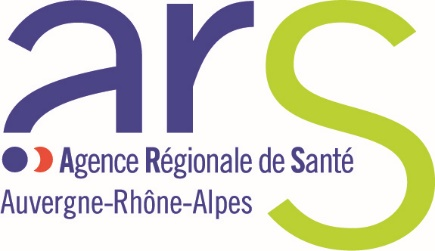 ars
Agence Régionale de Santé
Auvergne-Rhône-Alpes